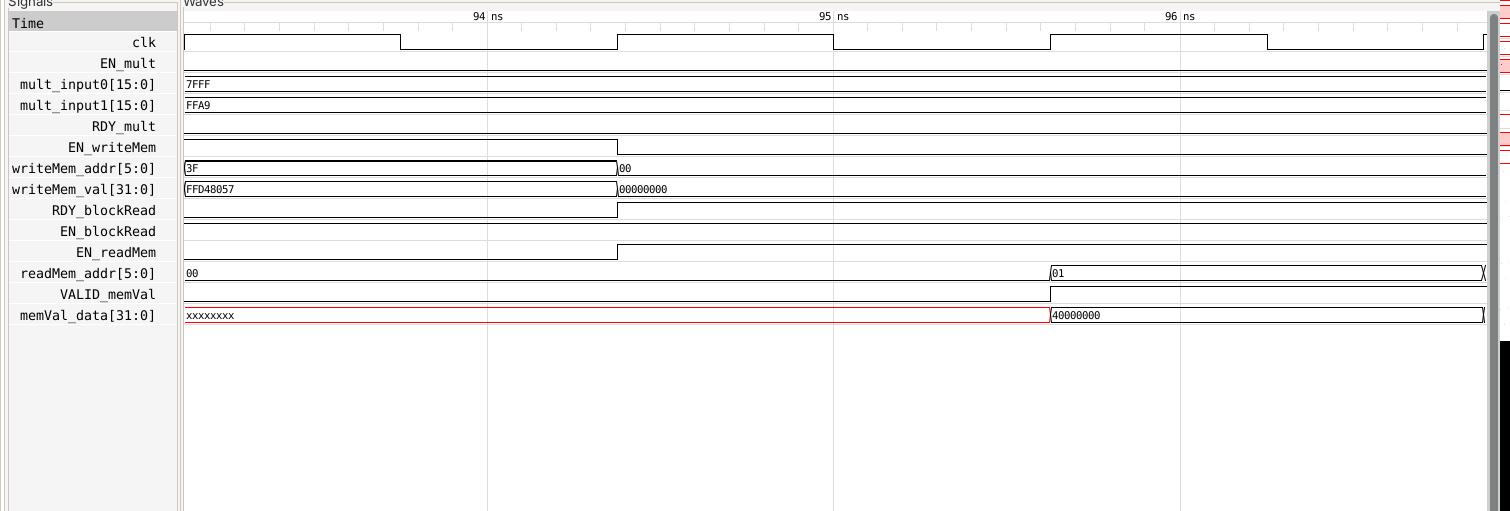 Signals
Waves
Time
94 ns 95 ns 96 ns
clk
EN_mult
mult_input0[15:0] 7FFF
mult_input1[15:0] FFA9
RDY_mult
EN_writeMem
writeMem_addr[5:0] 3F 00
writeMem_val[31:0] FFD48057 00000000
RDY_blockRead
EN_blockRead
EN_readMem
readMem_addr[5:0] 00 01
VALID_memVal
memVal_data[31:0] xxxxxxxx 40000000